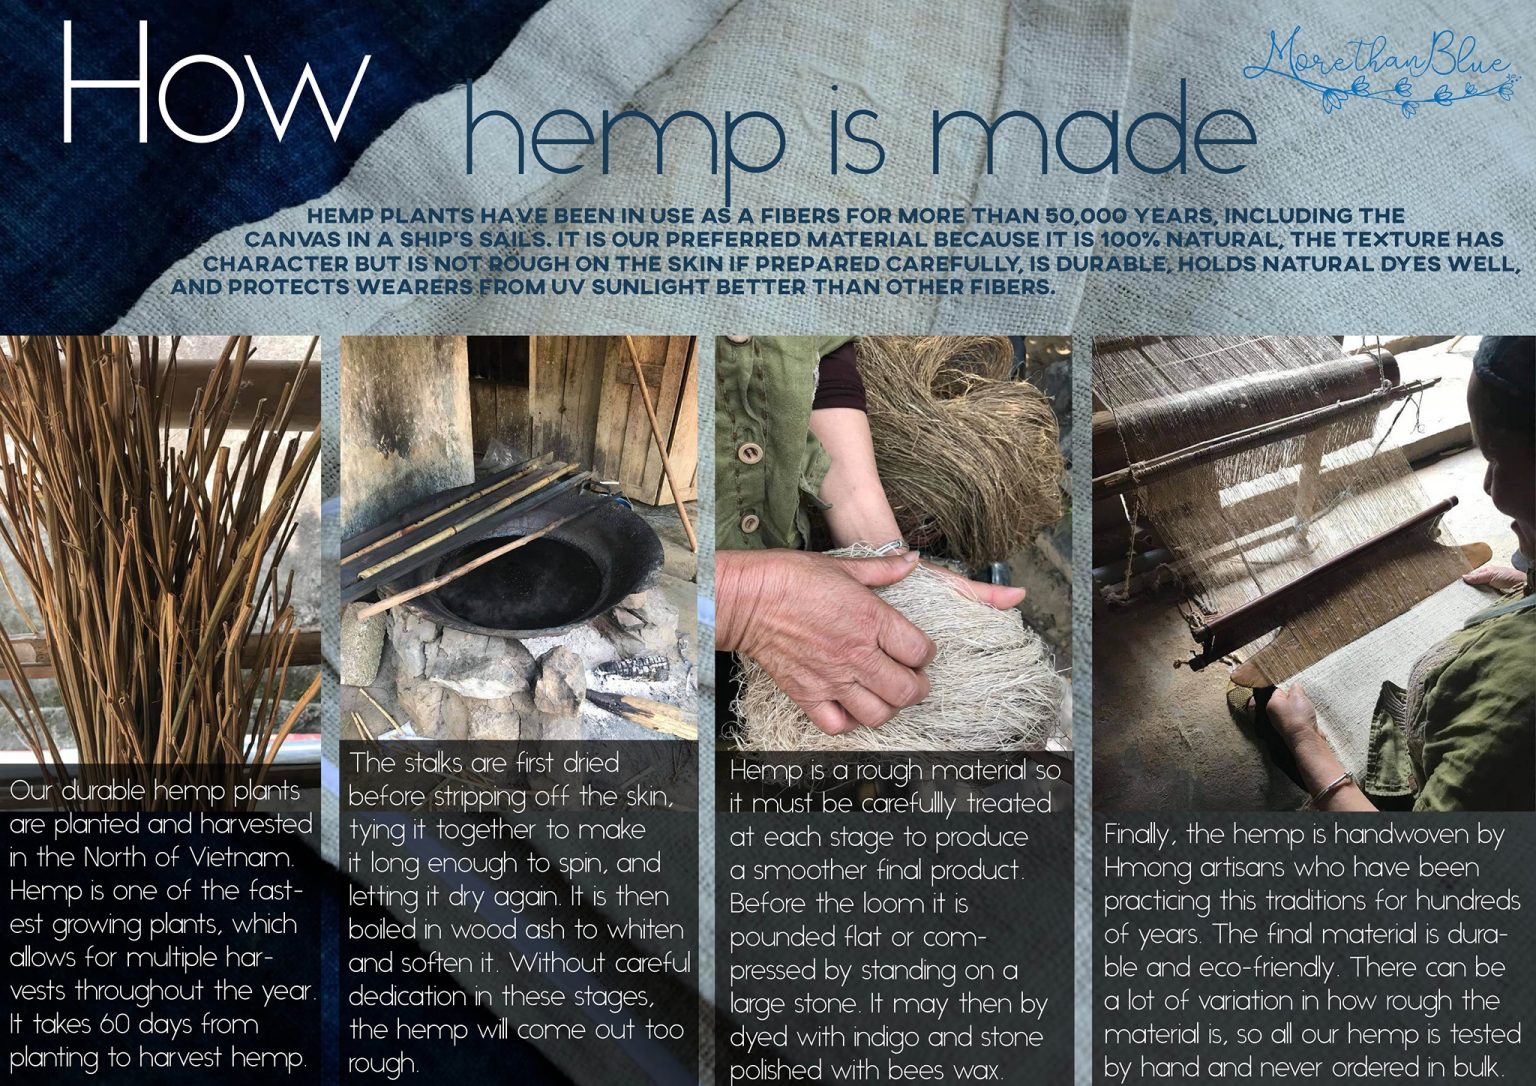 How
hemp is made
MorethanBlue
HEMP PLANTS HAVE BEEN IN USE AS A FIBERS FOR MORE THAN 50,000 YEARS, INCLUDING THE
CANVAS IN A SHIP'S SAILS. IT IS OUR PREFERRED MATERIAL BECAUSE IT IS 100% NATURAL, THE TEXTURE HAS
CHARACTER BUT IS NOT ROUGH ON THE SKIN IF PREPARED CAREFULLY, IS DURABLE, HOLDS NATURAL DYES WELL,
AND PROTECTS WEARERS FROM UV SUNLIGHT BETTER THAN OTHER FIBERS.
Our durable hemp plants
are planted and harvested
in the North of Vietnam.
Hemp is one of the fast-
est growing plants, which
allows for multiple har-
vests throughout the year.
It takes 60 days from
planting to harvest hemp.
The stalks are first dried
before stripping off the skin,
tying it together to make
it long enough to spin, and
letting it dry again. It is then
boiled in wood ash to whiten
and soften it. Without careful
dedication in these stages,
the hemp will come out too
rough.
Hemp is a rough material so
it must be carefullly treated
at each stage to produce
a smoother final product.
Before the loom it is
pounded flat or com-
pressed by standing on a
large stone. It may then by
dyed with indigo and stone
polished with bees wax.
Finally, the hemp is handwoven by
Hmong artisans who have been
practicing this traditions for hundreds
of years. The final material is dura-
ble and eco-friendly. There can be
a lot of variation in how rough the
material is, so all our hemp is tested
by hand and never ordered in bulk.